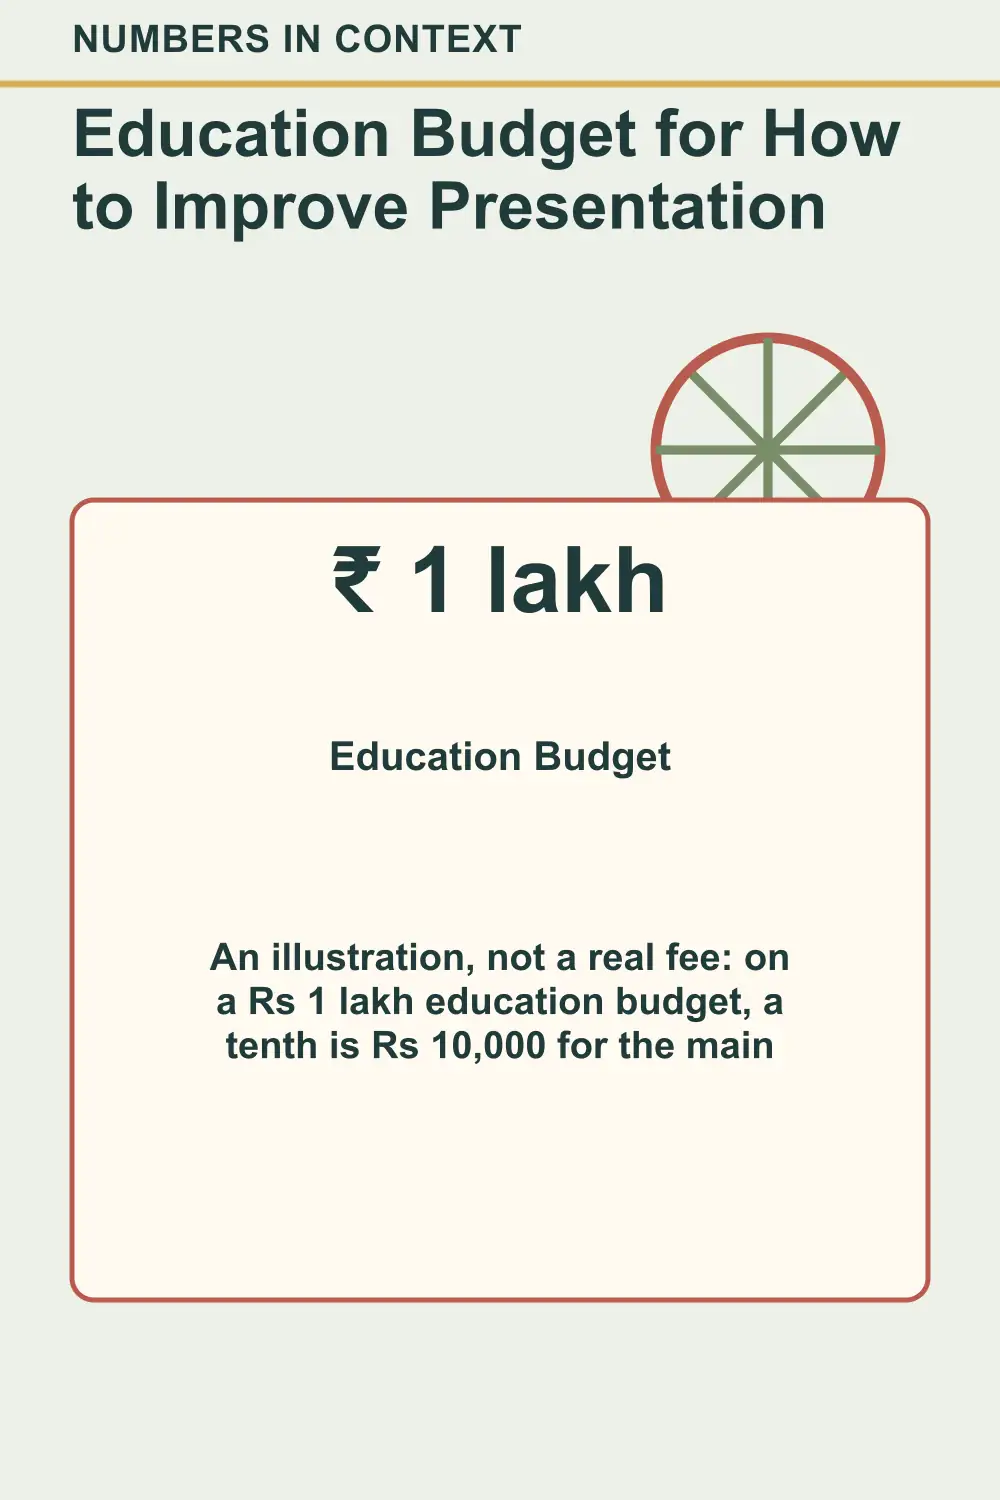 NUMBERS IN CONTEXT
Education Budget for How
to Improve Presentation
₹ 1 lakh
Education Budget
An illustration, not a real fee: on
a Rs 1 lakh education budget, a
tenth is Rs 10,000 for the main